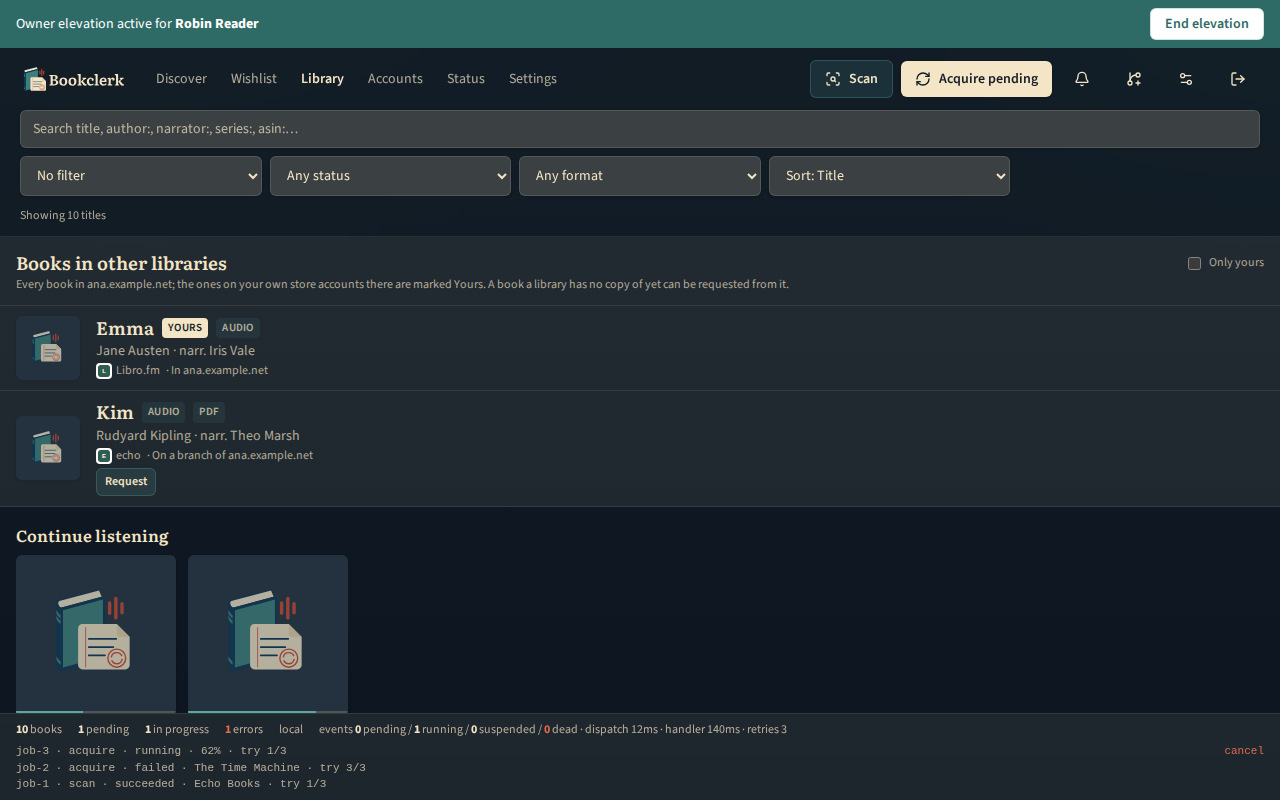 Owner elevation active for Robin Reader
End elevation
Bookclerk
Discover
Wishlist
Library
Accounts
Status
Settings
Scan
Acquire pending
Search title, author:, narrator:, series:, asin:…
No filter
Any status
Any format
Sort: Title
Showing 10 titles
Books in other libraries
Only yours
Every book in ana.example.net; the ones on your own store accounts there are marked Yours. A book a library has no copy of yet can be requested from it.
Emma YOURS AUDIO
Jane Austen · narr. Iris Vale
L Libro.fm · In ana.example.net
Kim AUDIO PDF
Rudyard Kipling · narr. Theo Marsh
E echo · On a branch of ana.example.net
Request
Continue listening
10 books 1 pending 1 in progress 1 errors local events 0 pending / 1 running / 0 suspended / 0 dead · dispatch 12ms · handler 140ms · retries 3
job-3 · acquire · running · 62% · try 1/3
cancel
job-2 · acquire · failed · The Time Machine · try 3/3
job-1 · scan · succeeded · Echo Books · try 1/3